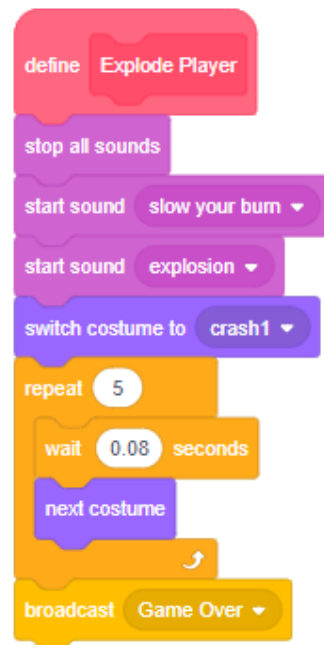 define Explode Player
stop all sounds
start sound slow your burn
start sound explosion
switch costume to crash1
repeat 5
wait 0.08 seconds
next costume
broadcast Game Over